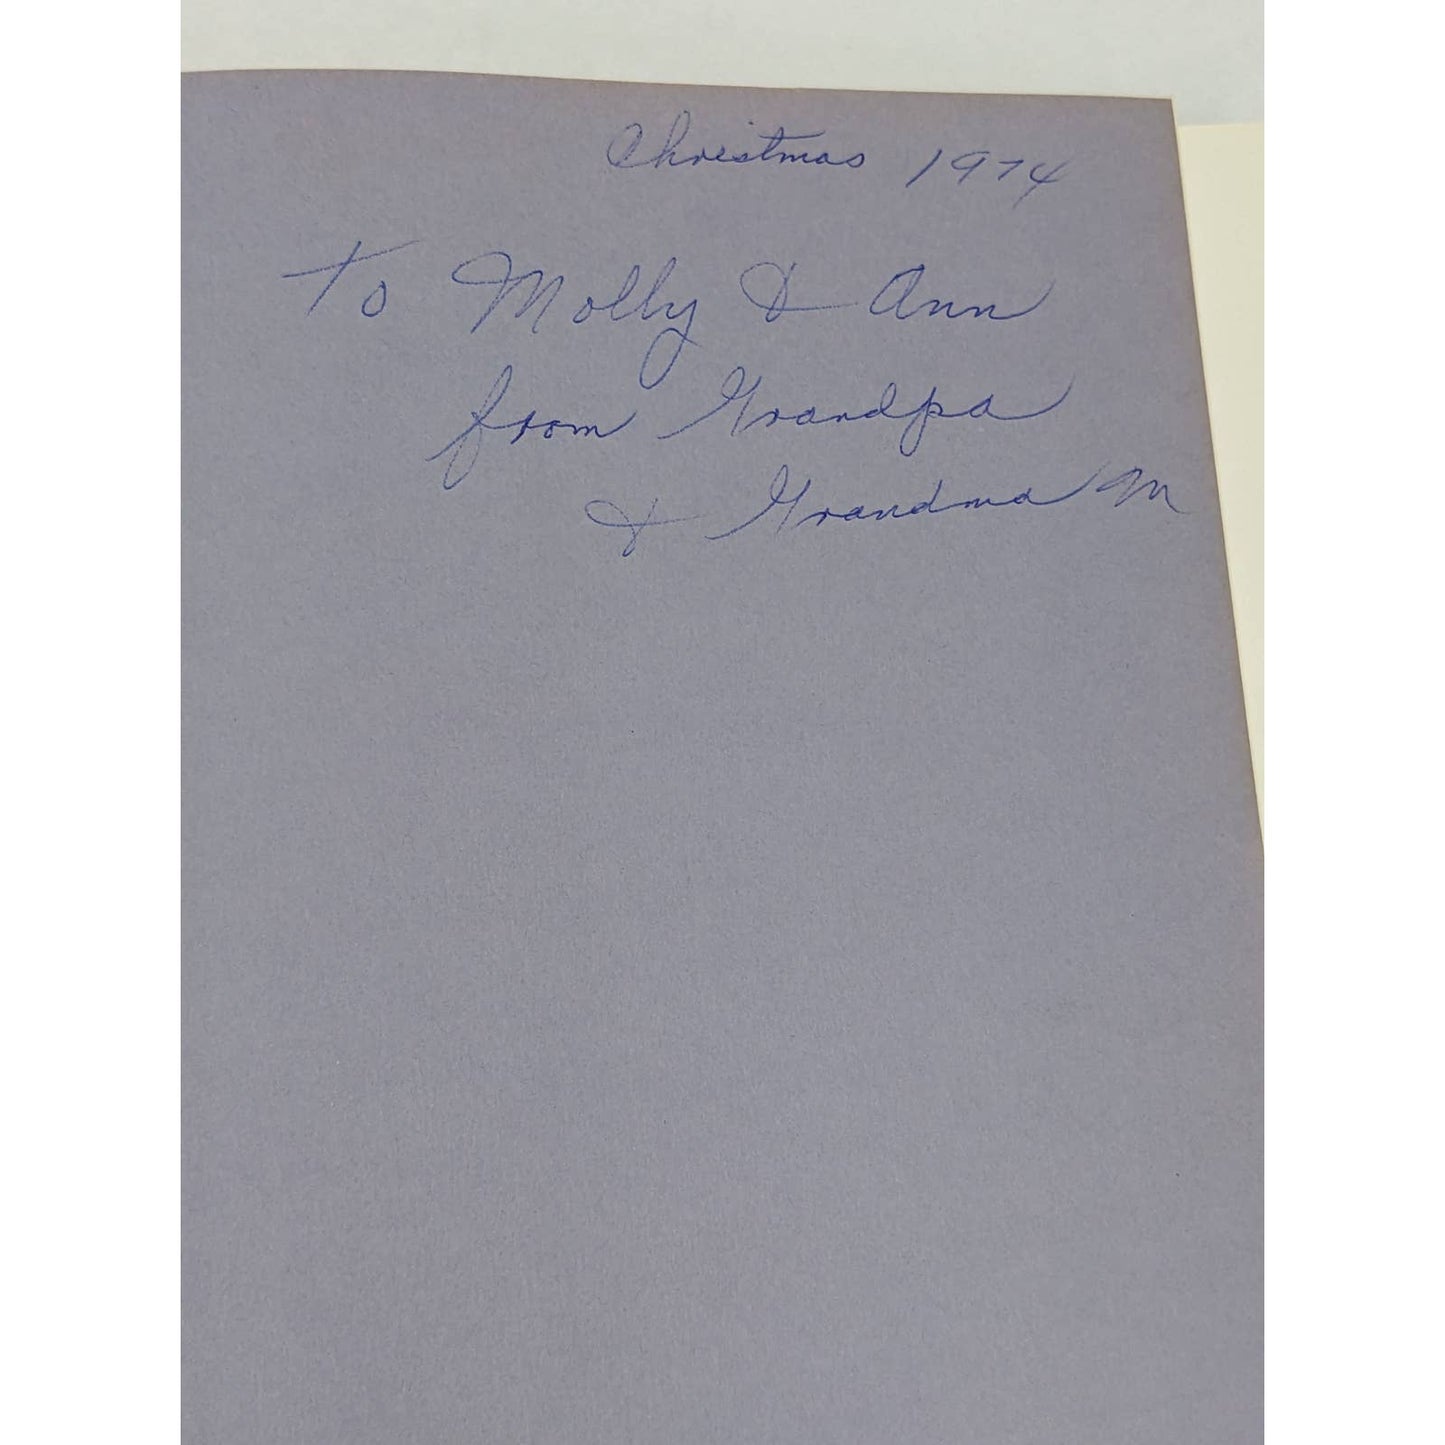 Christmas 1974
To Molly & Ann
from Grandpa
& Grandma M